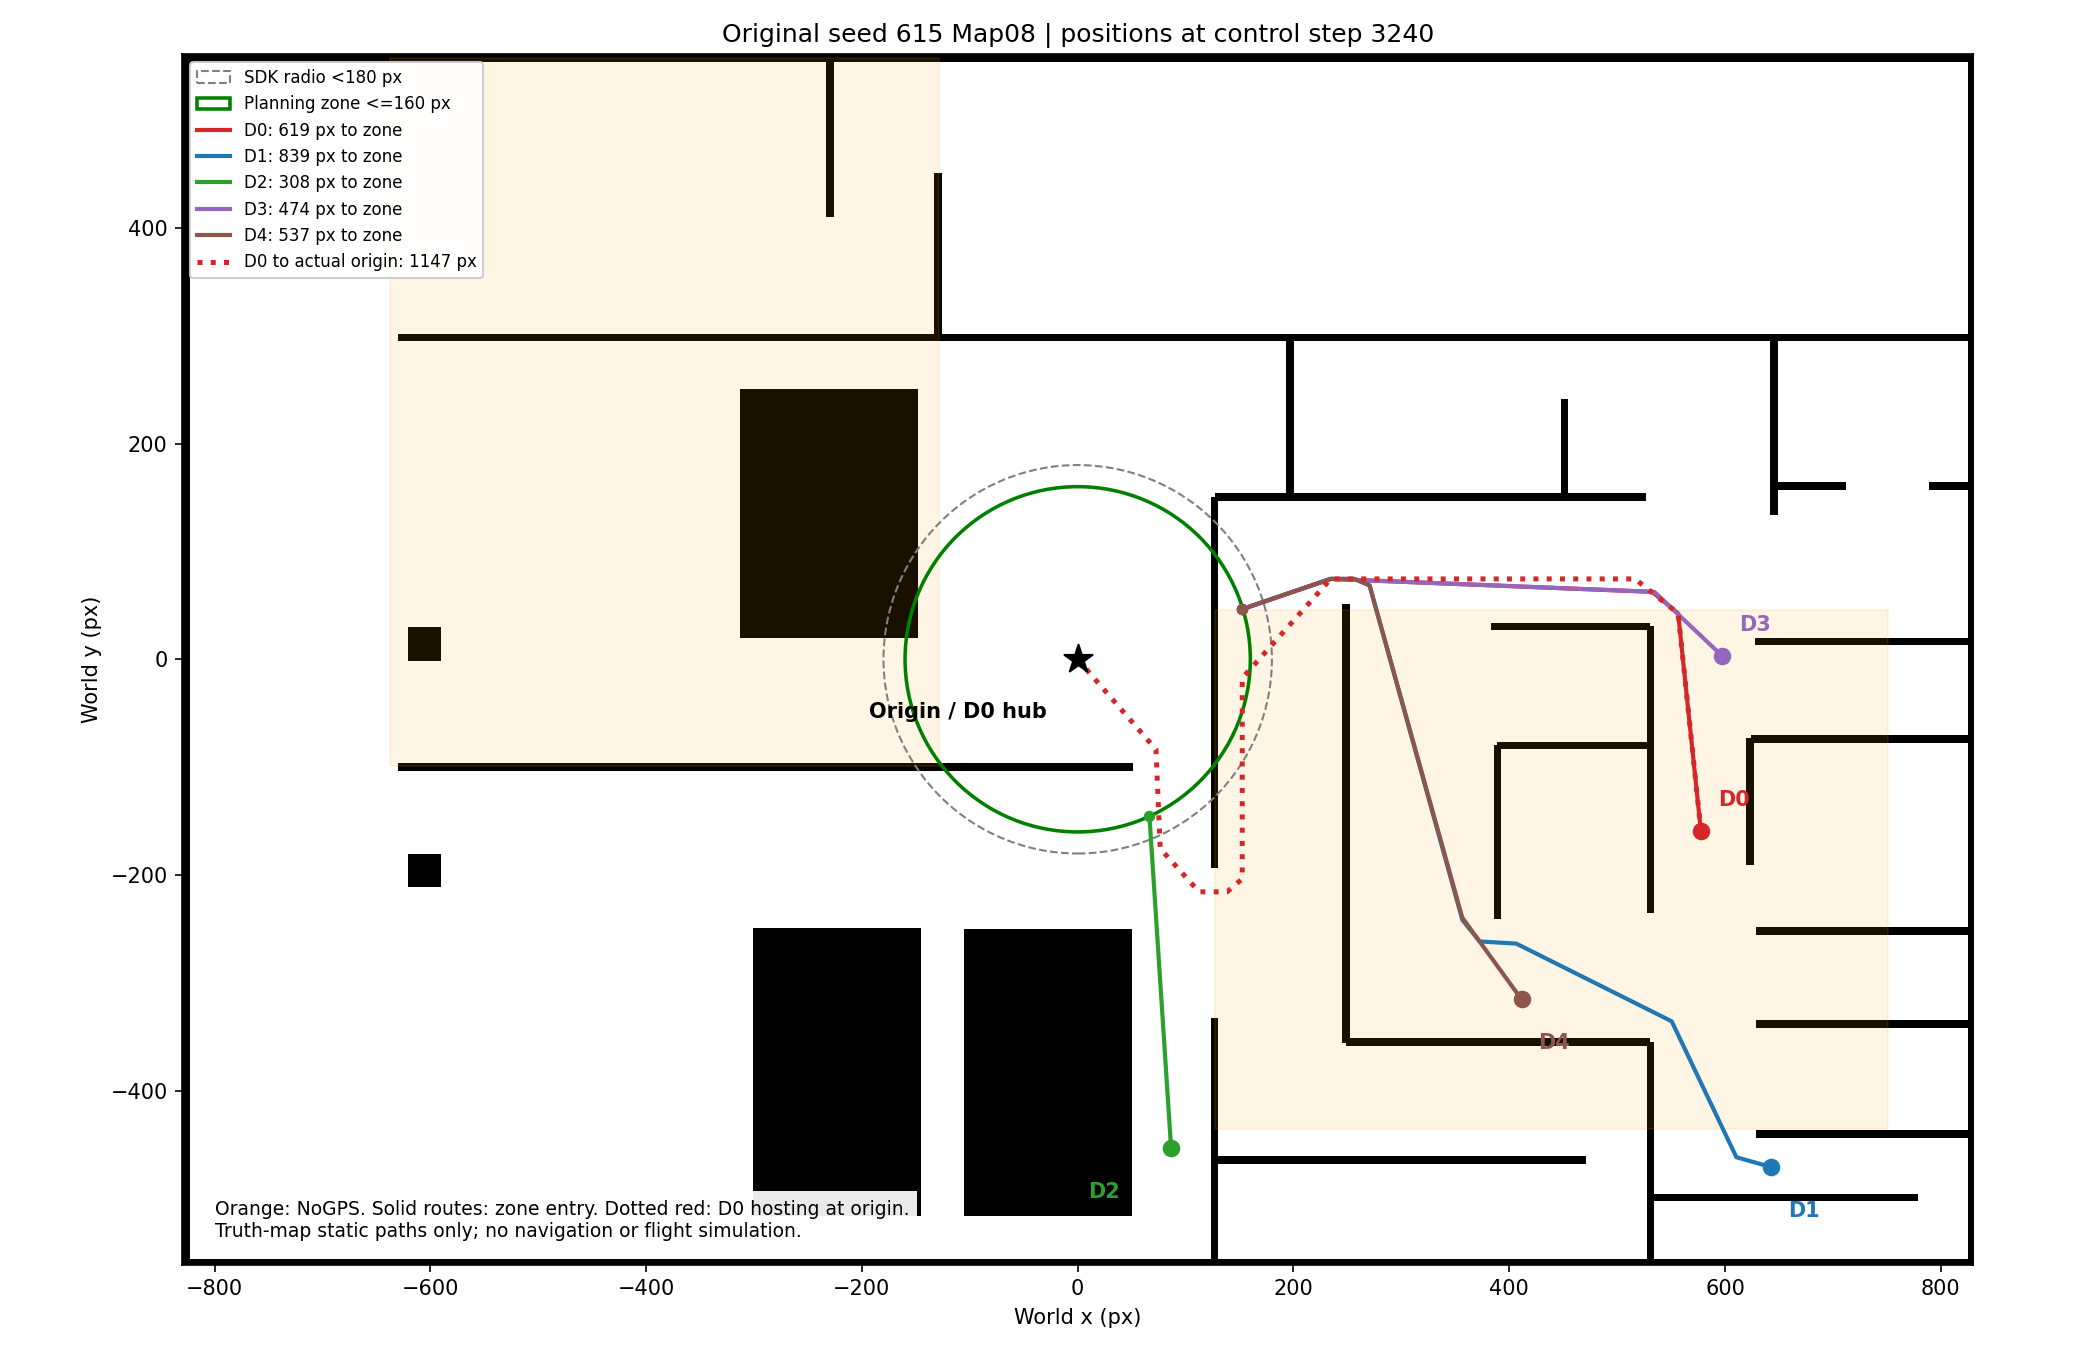 Original seed 615 Map08 | positions at control step 3240
SDK radio <180 px
Planning zone <=160 px
D0: 619 px to zone
D1: 839 px to zone
D2: 308 px to zone
D3: 474 px to zone
D4: 537 px to zone
D0 to actual origin: 1147 px
400
200
0
−200
−400
World y (px)
D3
Origin / D0 hub
D0
D4
D2
D1
Orange: NoGPS. Solid routes: zone entry. Dotted red: D0 hosting at origin.
Truth-map static paths only; no navigation or flight simulation.
−800
−600
−400
−200
0
200
400
600
800
World x (px)